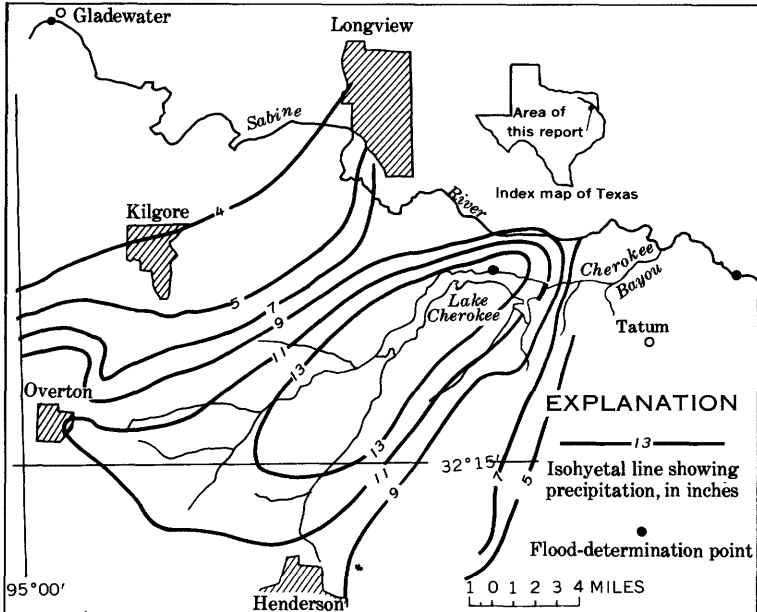 Gladewater
Longview
Sabine
River
Area of
this report
Index map of Texas
Kilgore
4
5
7
9
11
13
Lake
Cherokee
Cherokee
Bayou
Tatum
Overton
EXPLANATION
13
Isohyetal line showing
precipitation, in inches
Flood-determination point
32°15'
13
11
9
7
5
95°00'
Henderson
1 0 1 2 3 4 MILES